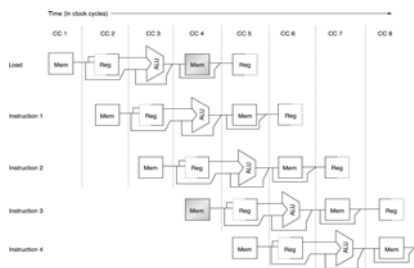 Time (in clock cycles)
CC 1 CC 2 CC 3 CC 4 CC 5 CC 6 CC 7 CC 8
Load Mem Reg ALU Mem Reg
Instruction 1 Mem Reg ALU Mem Reg
Instruction 2 Mem Reg ALU Mem Reg
Instruction 3 Mem Reg ALU Mem Reg
Instruction 4 Mem Reg ALU Mem